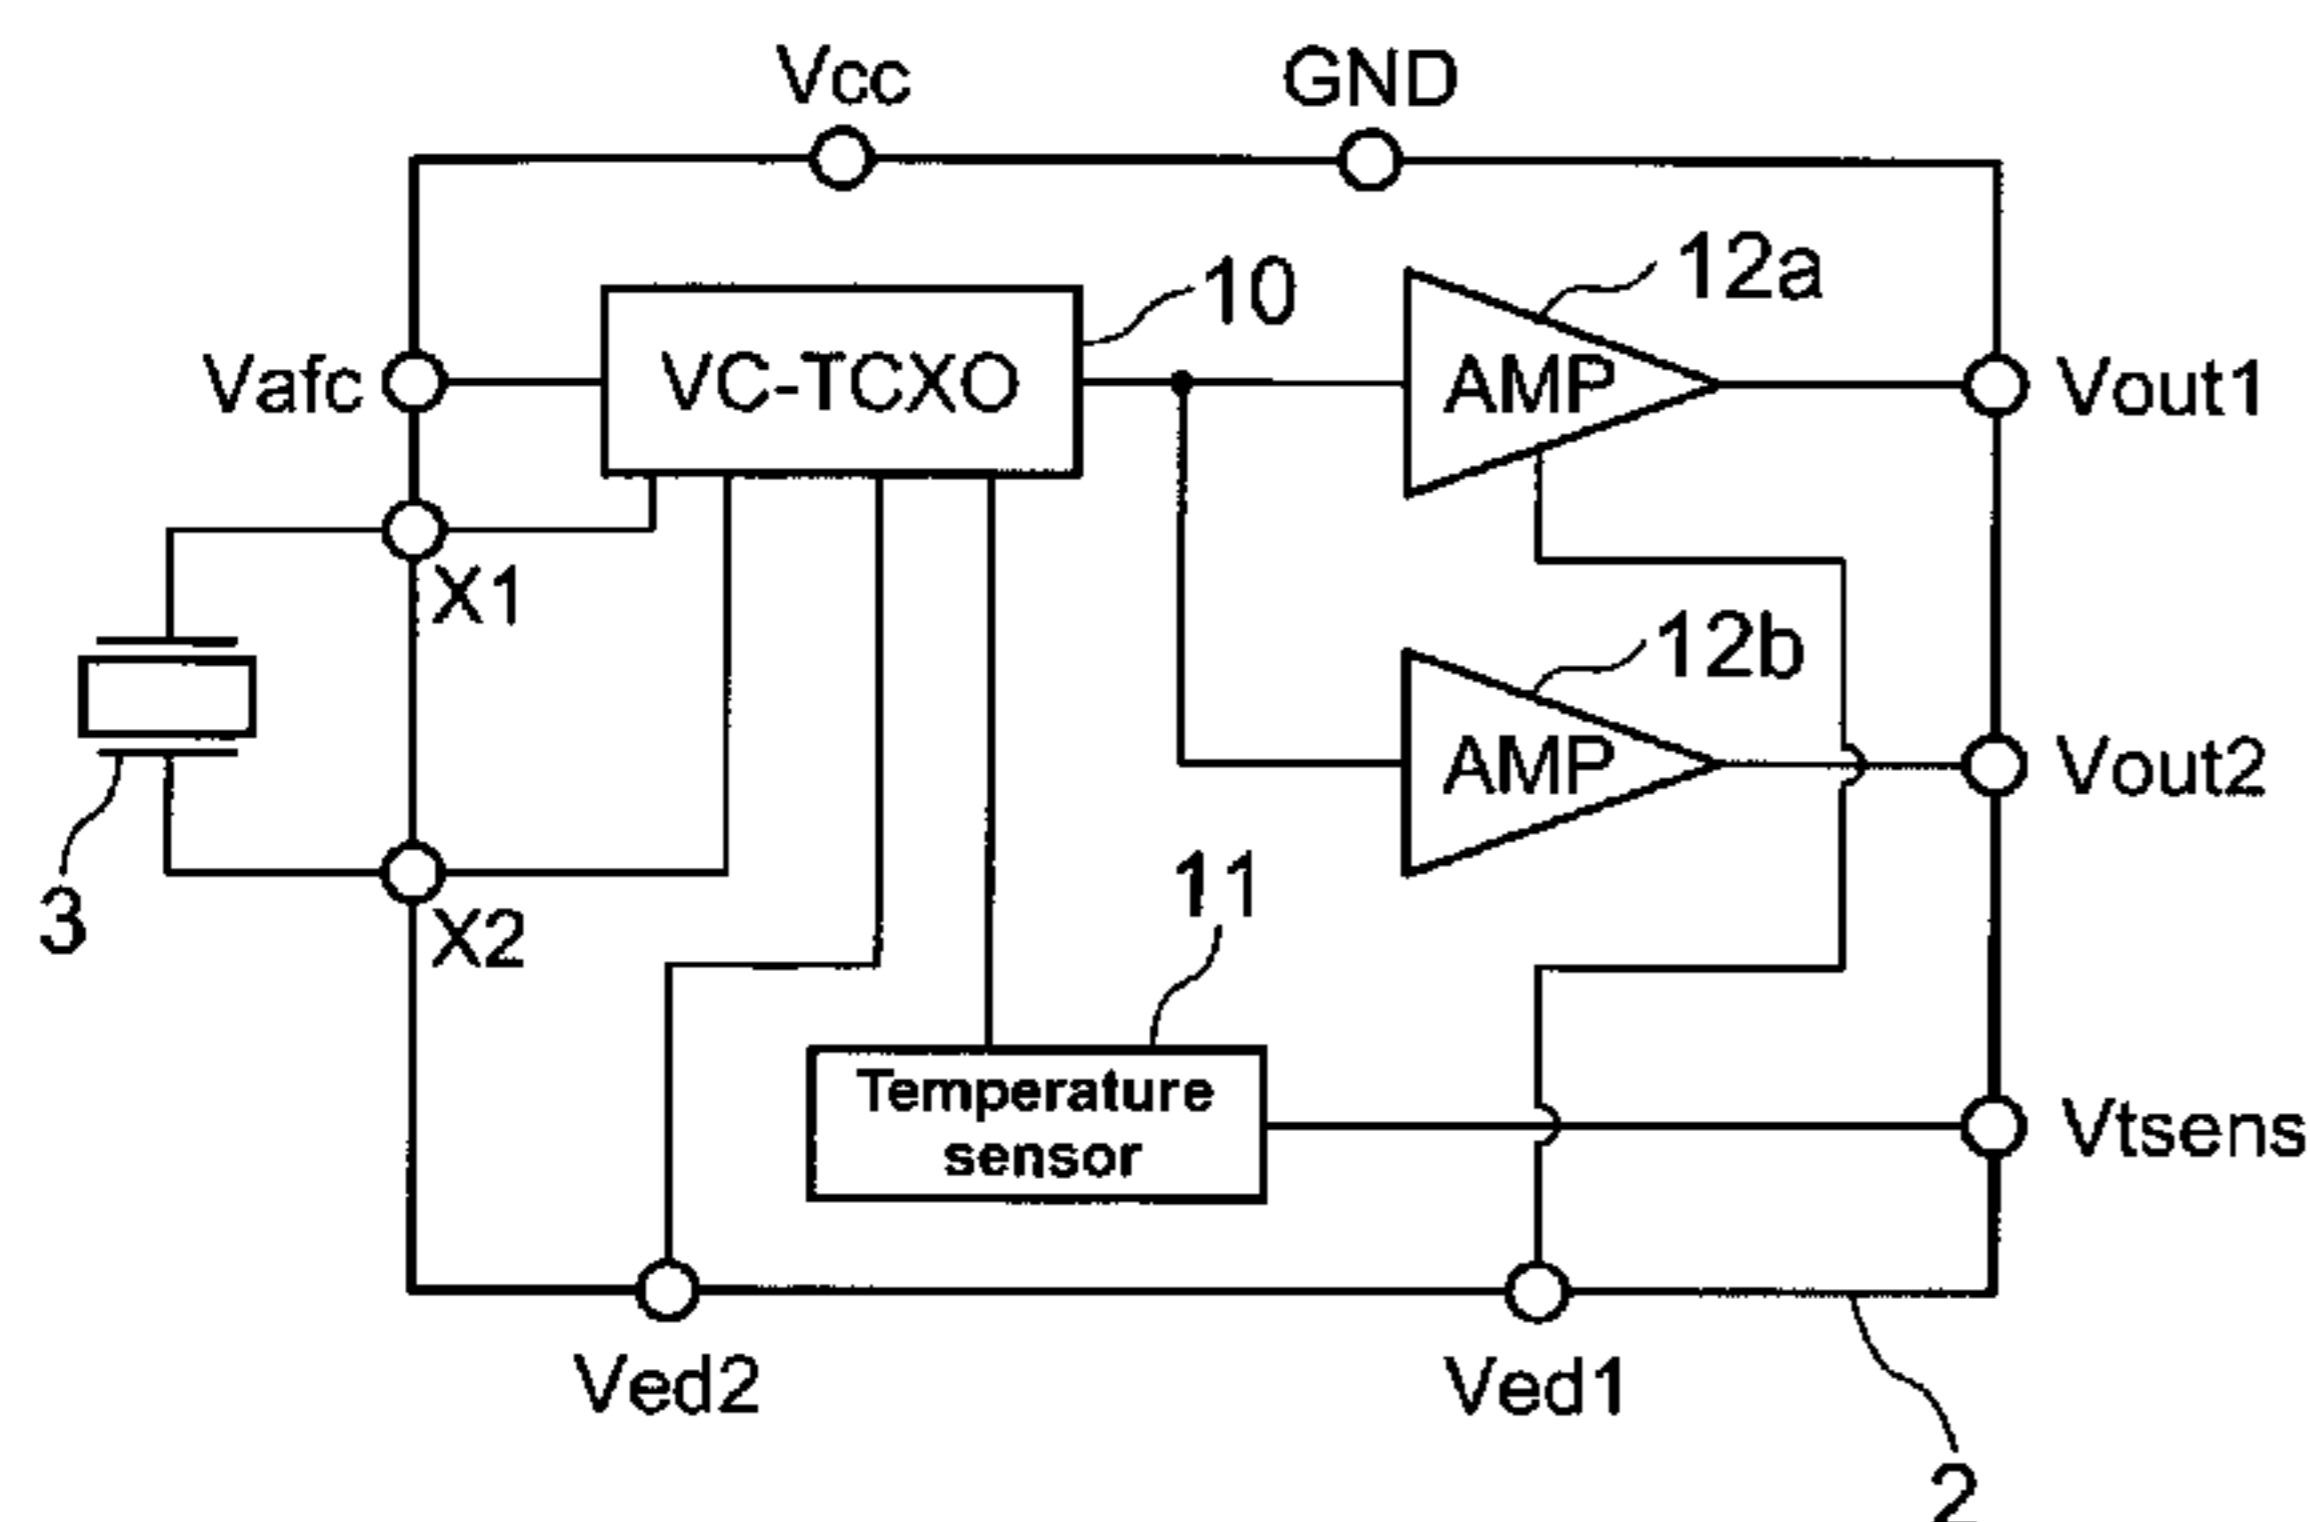 Vcc
GND
12a
10
Vafc
VC-TCXO
AMP
Vout1
X1
12b
AMP
Vout2
3
X2
11
Temperature
sensor
Vtsens
Ved2
Ved1
2